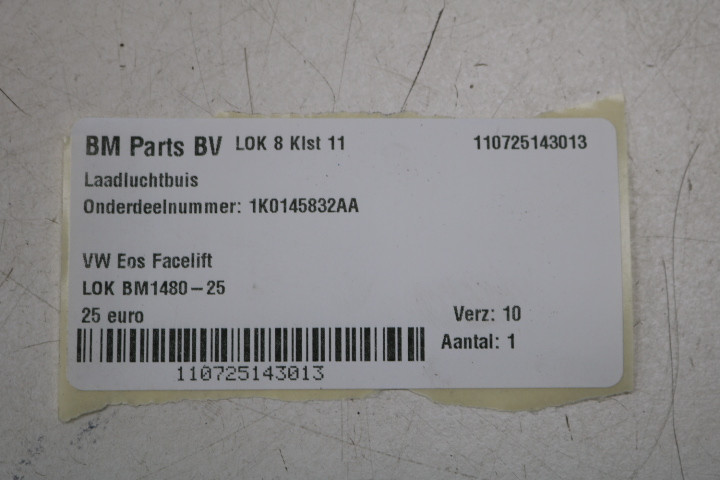 BM Parts BV LOK 8 Klst 11 110725143013
Laadluchtbuis
Onderdeelnummer: 1K0145832AA
VW Eos Facelift
LOK BM1480-25
25 euro Verz: 10
Aantal: 1
110725143013